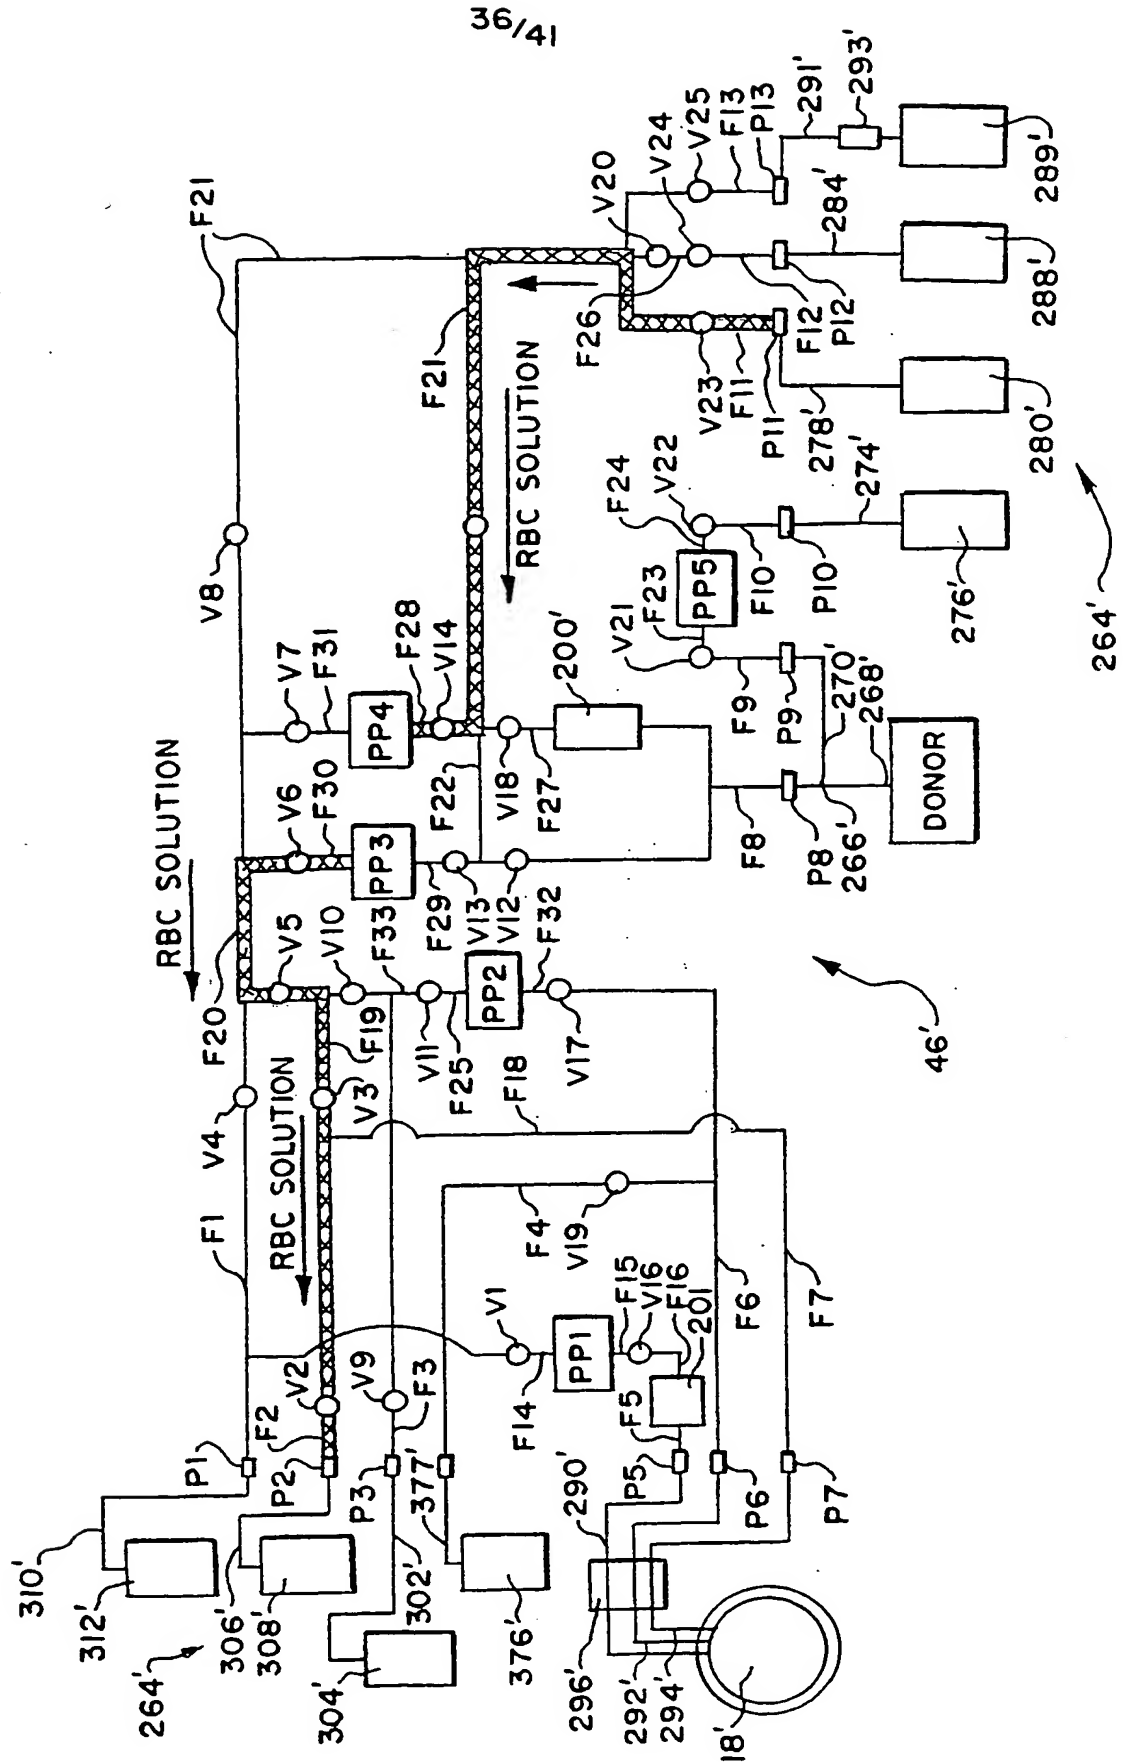 36/41
310'
312'
264'
306'
308'
304'
302'
376'
377'
296'
290'
292'
294'
18'
P1
P2
P3
P5
P6
P7
F1
F2
V2
V9
F3
V1
F14
PP1
F15
V16
F16
201
F5
F6
F7
F4
V19
F18
V4
V3
RBC SOLUTION
F20
V5
F19
V10
F33
V11
F25
PP2
F32
V17
RBC SOLUTION
V6
F30
PP3
F29
V13
V12
F22
V7
F31
PP4
F28
V14
V18
F27
200'
V8
F21
F21
RBC SOLUTION
F8
P8
266'
268'
270'
DONOR
46'
V21
F23
F9
P9
PP5
F24
V22
F10
P10
274'
276'
264'
V23
F11
P11
278'
280'
F26
V20
V24
F12
P12
284'
288'
V25
F13
P13
291'
293'
289'